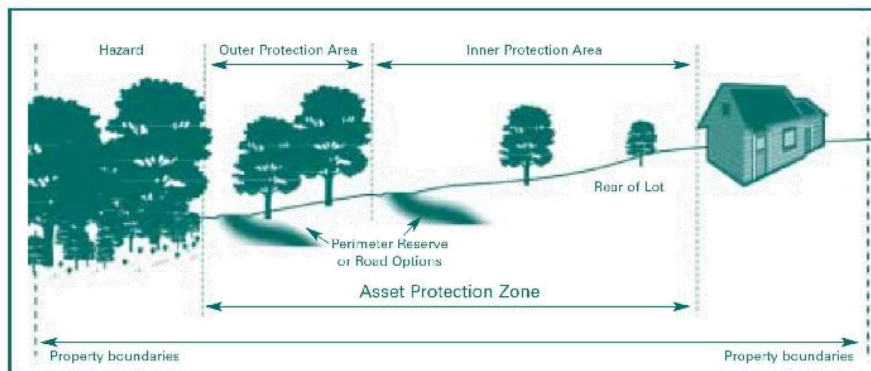 Hazard
Outer Protection Area
Inner Protection Area
Rear of Lot
Perimeter Reserve
or Road Options
Asset Protection Zone
Property boundaries
Property boundaries